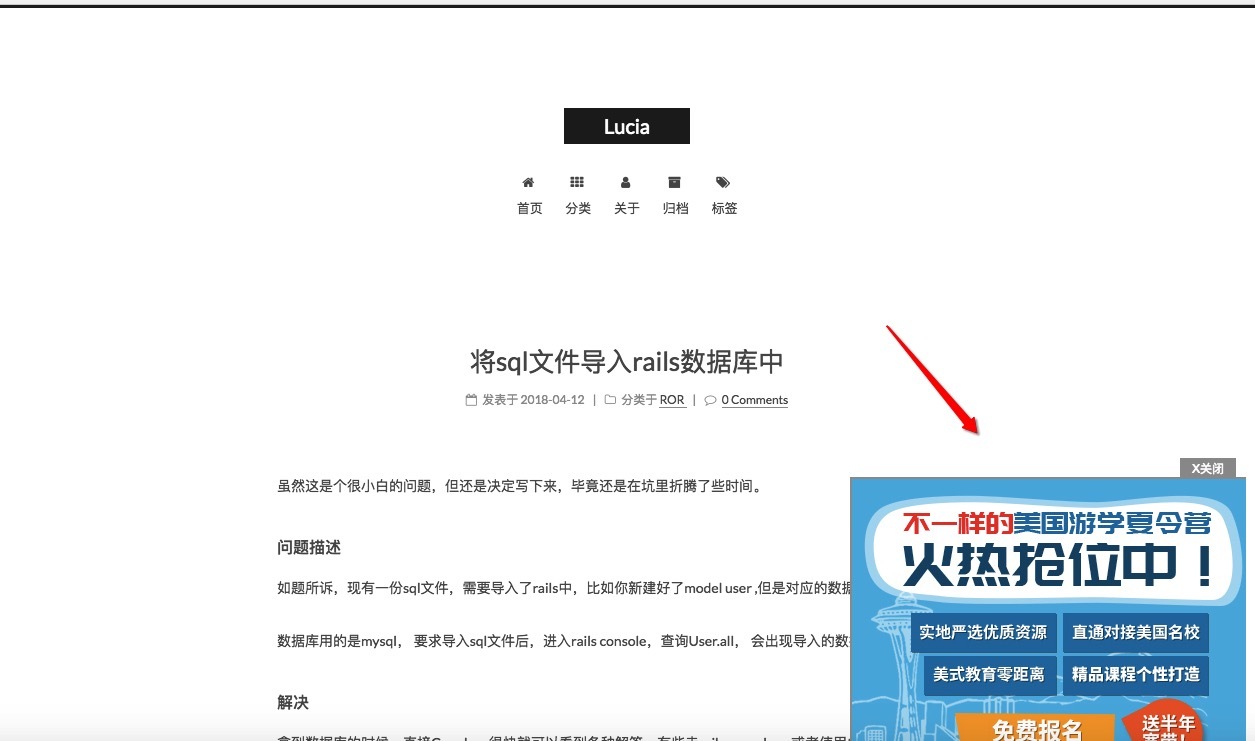 Lucia
首页 分类 关于 归档 标签
将sql文件导入rails数据库中
发表于 2018-04-12 | 分类于 ROR | 0 Comments
虽然这是个很小白的问题，但还是决定写下来，毕竟还是在坑里折腾了些时间。
问题描述
如题所诉，现有一份sql文件，需要导入了rails中，比如你新建好了model user ,但是对应的数据
数据库用的是mysql， 要求导入sql文件后，进入rails console，查询User.all， 会出现导入的数
解决
X关闭
不一样的美国游学夏令营
火热抢位中！
实地严选优质资源 直通对接美国名校
美式教育零距离 精品课程个性打造
免费报名
送半年
宽带！